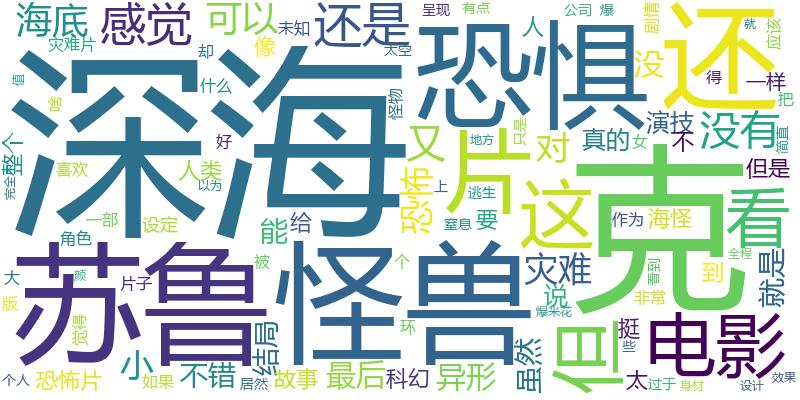 海底
灾难片
感觉
可以
像
未知
还是
却
什么
太空
呈现
有点
人
公司
爆
没
剧情
还
就
应该
得
一样
把
值
啥
深海
恐惧
怪物
又
片
地方
只是
对
真的
演技
女
不
没有
简直
但是
整个
完全
喜欢
好
人类
以为
恐怖
上
逃生
窒息
要
这
克
作为
海怪
看
一部
设定
角色
能
给
大
版
苏鲁
颜
片子
被
怪兽
个
灾难
说
爆米花
到
看到
非常
全程
就是
觉得
小
结局
环
虽然
但
挺
些
电影
个人
恐怖片
如果
不错
居然
故事
最后
科幻
异形
太
过于
身材
设计
效果